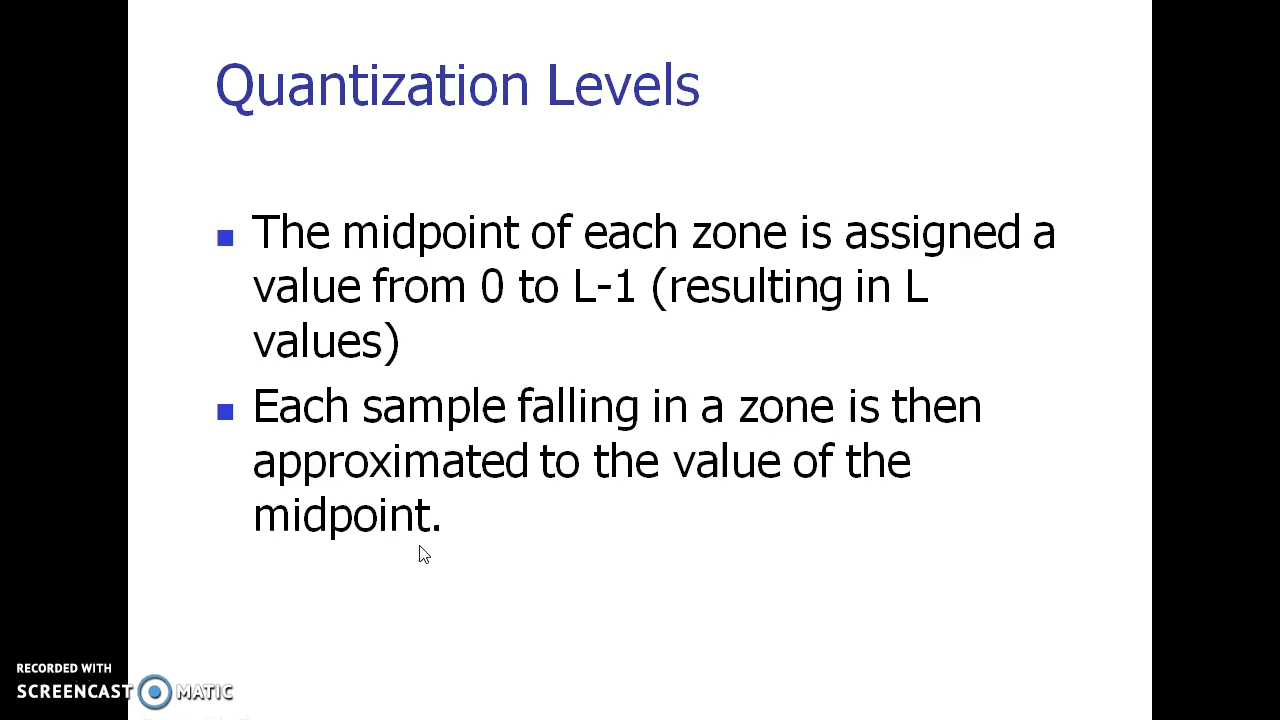 Quantization Levels
The midpoint of each zone is assigned a
value from 0 to L-1 (resulting in L
values)
Each sample falling in a zone is then
approximated to the value of the
midpoint.
RECORDED WITH
SCREENCAST MATIC